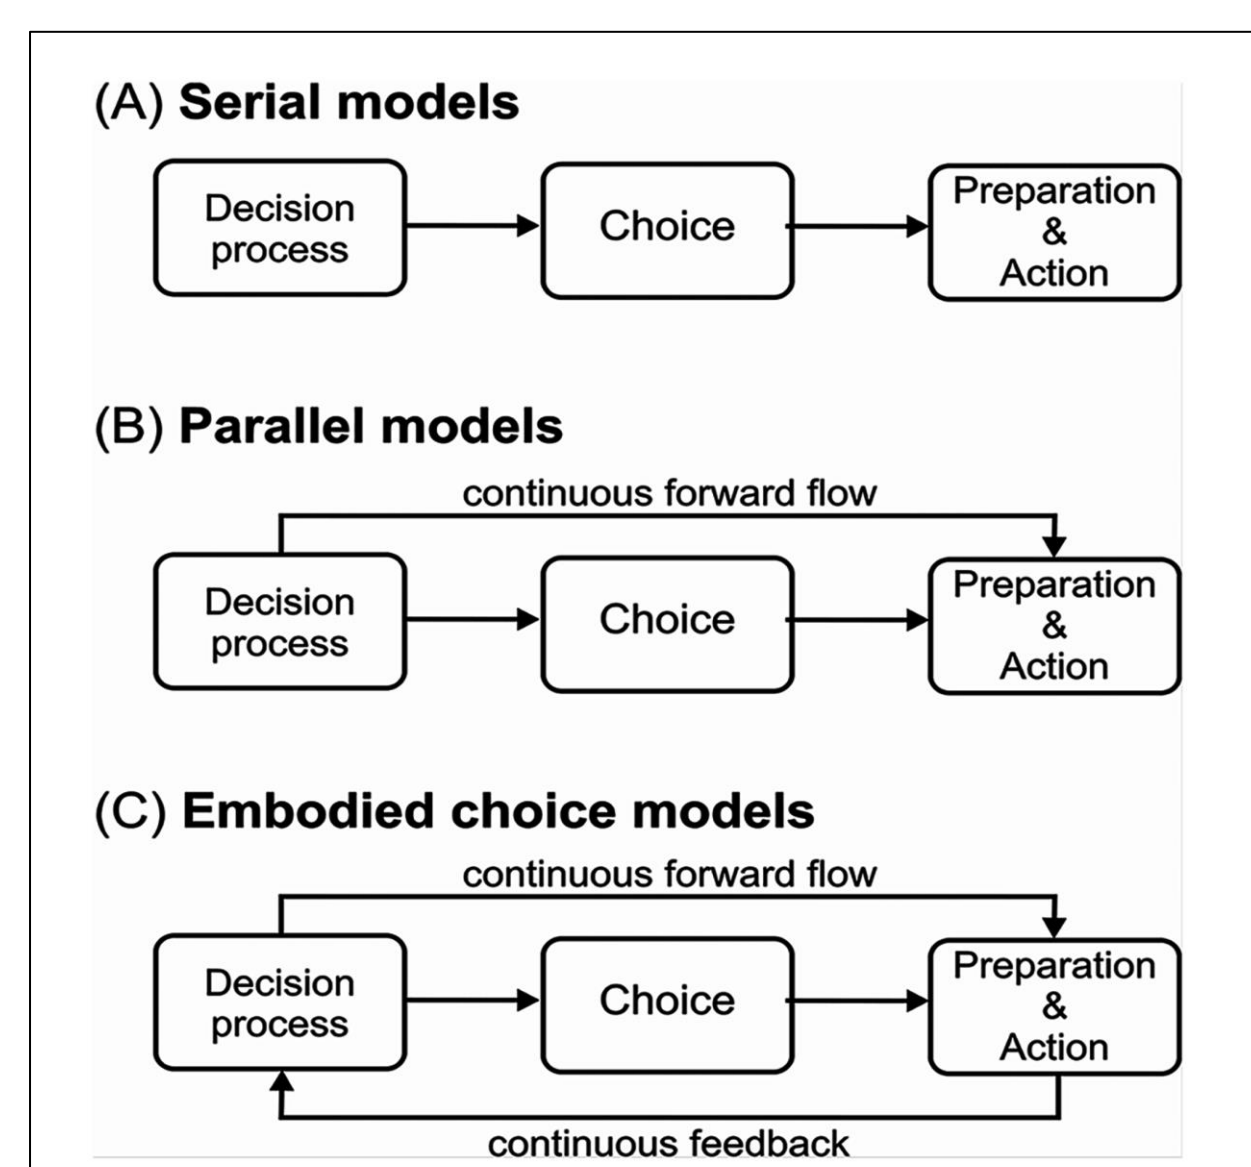 (A) Serial models
Decision
process
Choice
Preparation
&
Action
(B) Parallel models
continuous forward flow
Decision
process
Choice
Preparation
&
Action
(C) Embodied choice models
continuous forward flow
Decision
process
Choice
Preparation
&
Action
continuous feedback